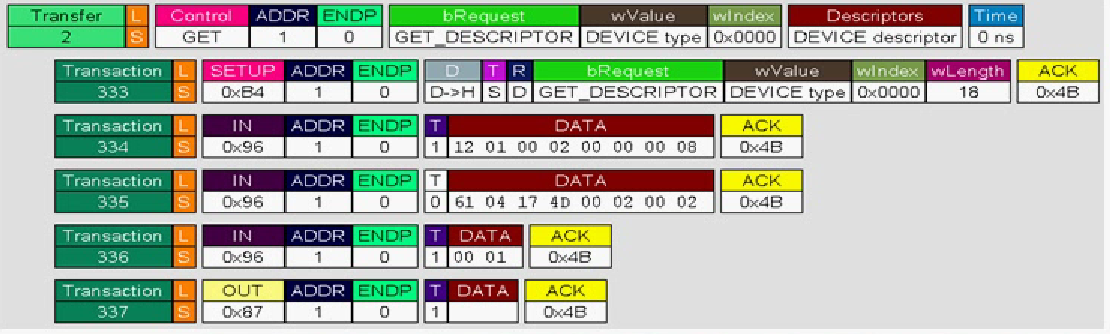 Transfer L Control ADDR ENDP bRequest wValue wIndex Descriptors Time
2 S GET 1 0 GET_DESCRIPTOR DEVICE type 0x0000 DEVICE descriptor 0 ns
Transaction L SETUP ADDR ENDP D T R bRequest wValue wIndex wLength ACK
333 S 0xB4 1 0 D->H S D GET_DESCRIPTOR DEVICE type 0x0000 18 0x4B
Transaction L IN ADDR ENDP T DATA ACK
334 S 0x96 1 0 1 12 01 00 02 00 00 00 08 0x4B
Transaction L IN ADDR ENDP T DATA ACK
335 S 0x96 1 0 0 61 04 17 4D 00 02 00 02 0x4B
Transaction L IN ADDR ENDP T DATA ACK
336 S 0x96 1 0 1 00 01 0x4B
Transaction L OUT ADDR ENDP T DATA ACK
337 S 0x87 1 0 1 0x4B